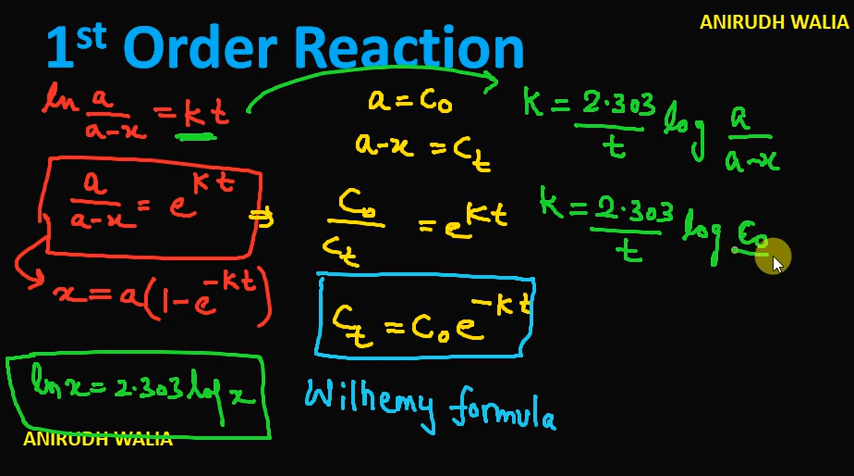 ANIRUDH WALIA
1st Order Reaction
ln a/(a-x) = kt
a/(a-x) = e^kt
x = a(1 - e^-kt)
ln x = 2.303 log x
ANIRUDH WALIA
a = C₀
a-x = Cₜ
⇒ C₀/Cₜ = e^kt
Cₜ = C₀ e^-kt
Wilhemy formula
K = 2.303/t log a/(a-x)
K = 2.303/t log C₀